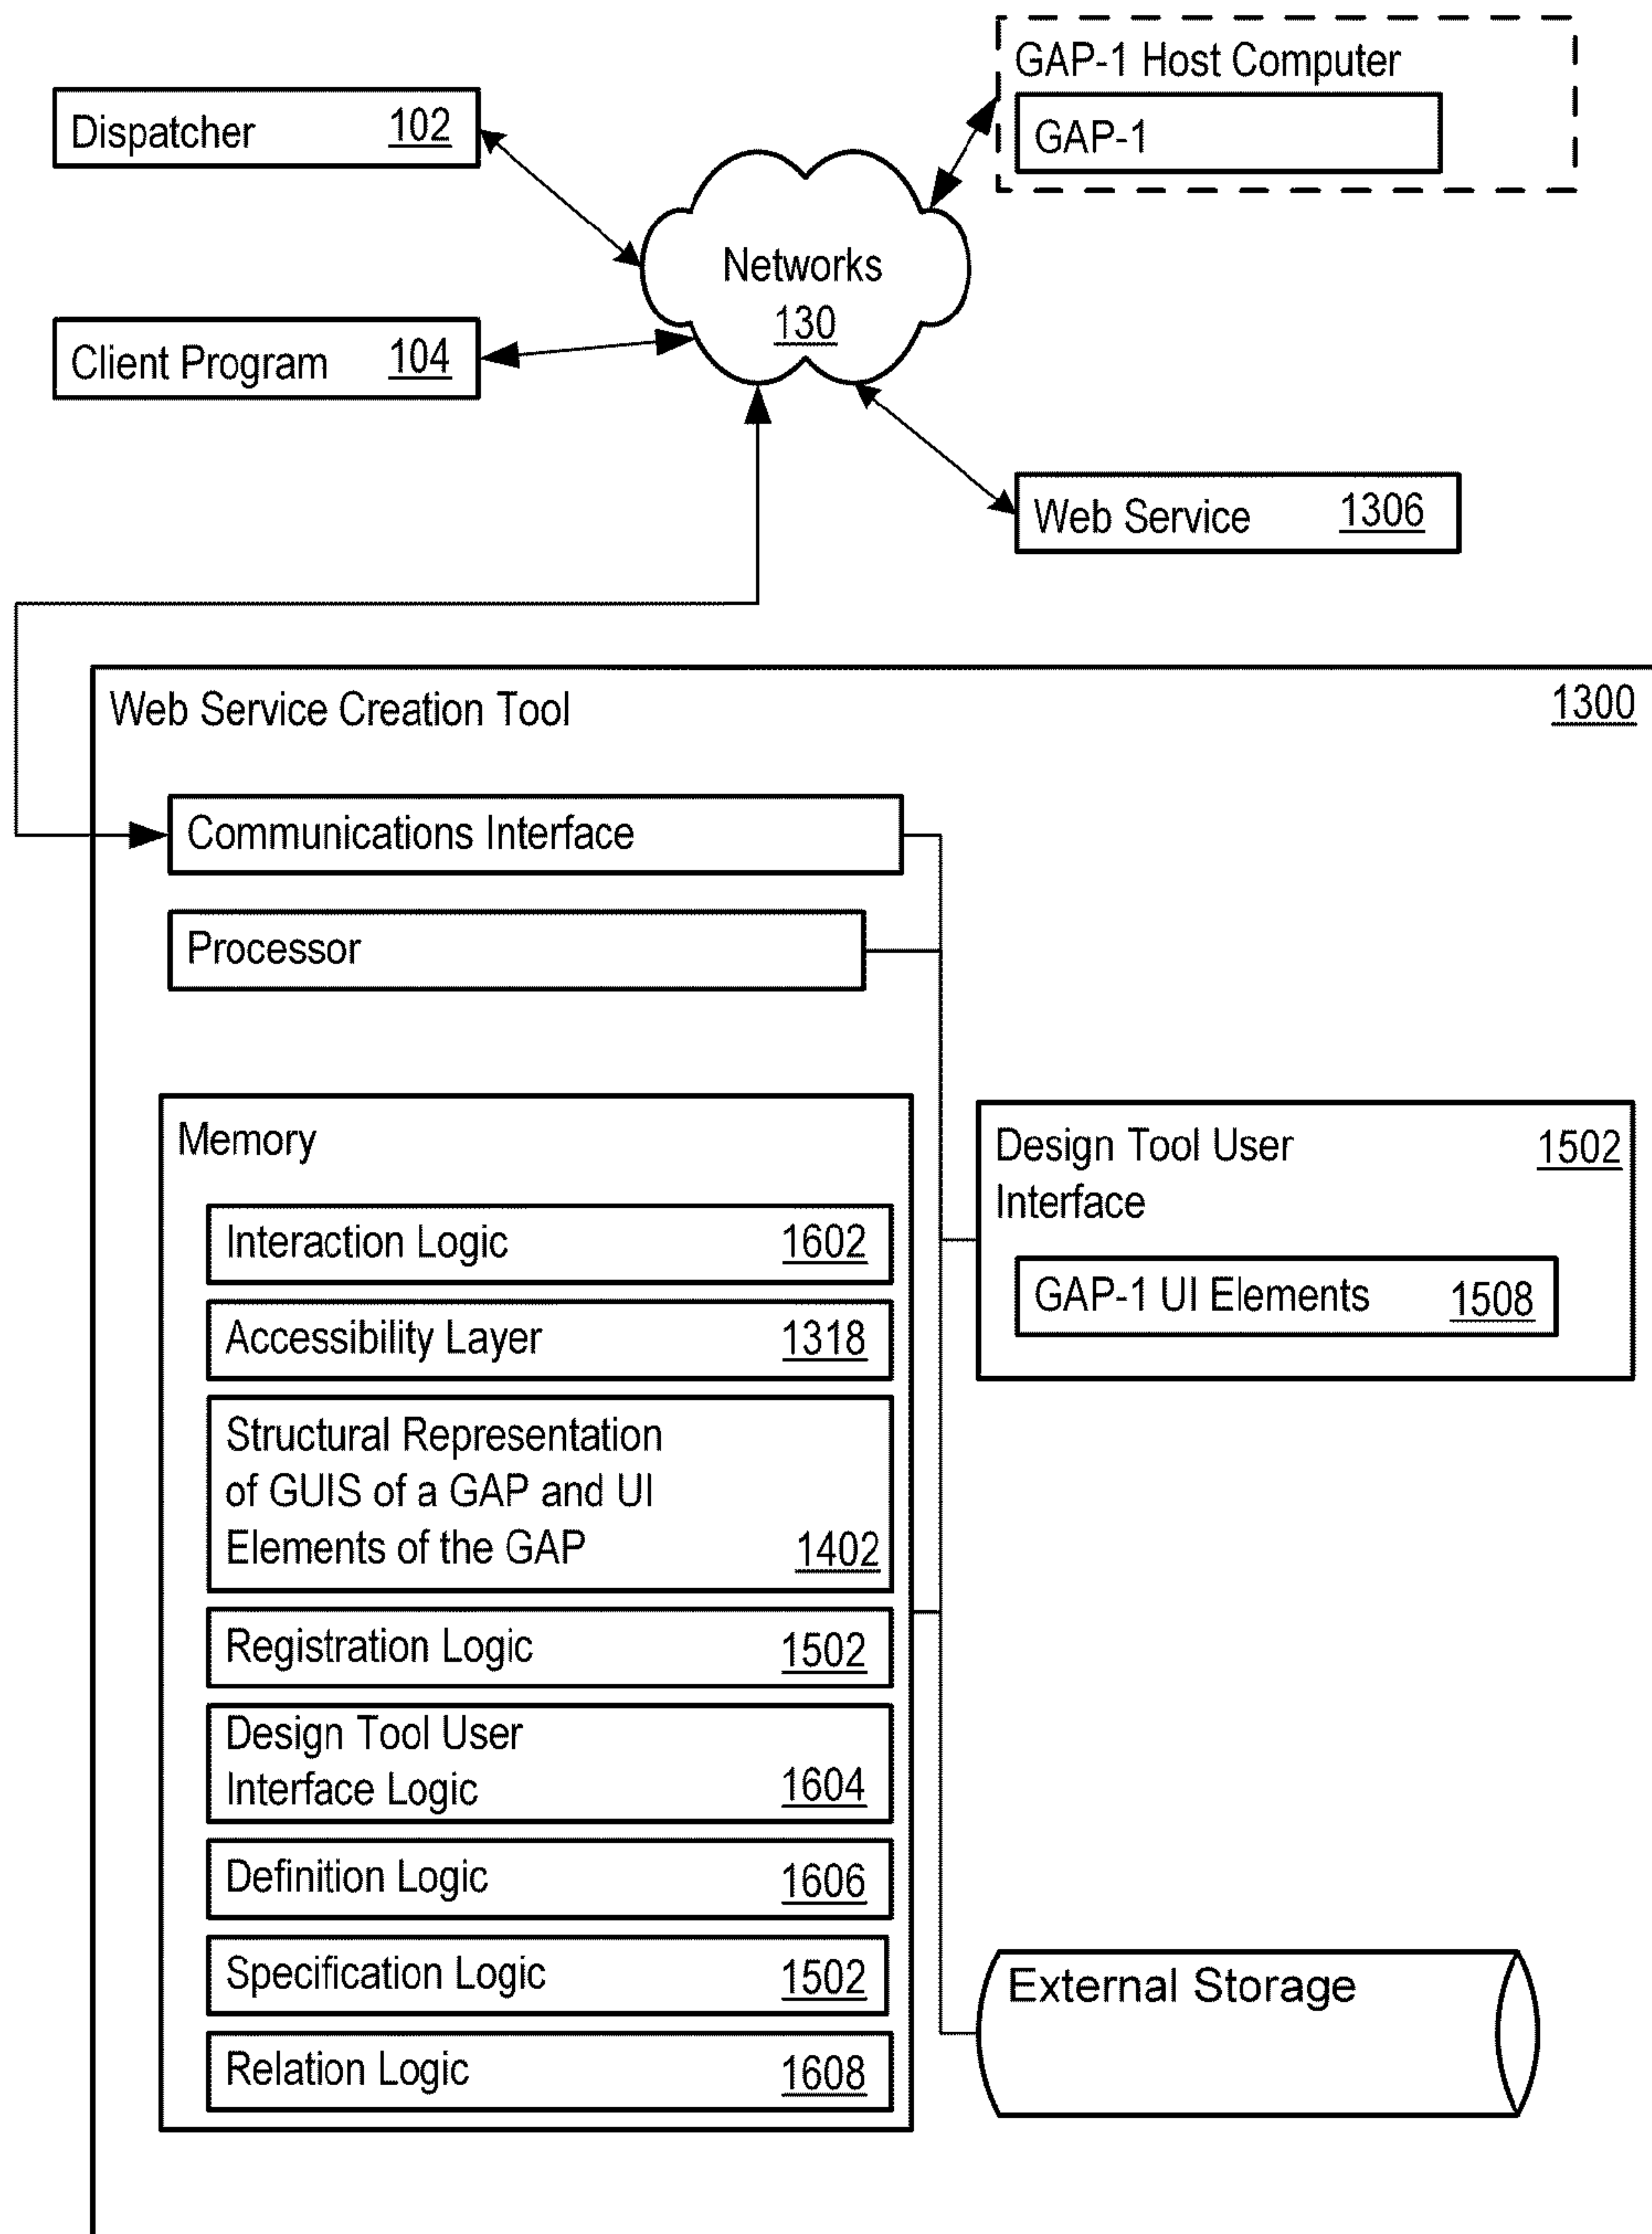 GAP-1 Host Computer
GAP-1
Dispatcher 102
Networks
130
Client Program 104
Web Service 1306
Web Service Creation Tool 1300
Communications Interface
Processor
Memory
Interaction Logic 1602
Accessibility Layer 1318
Structural Representation
of GUIS of a GAP and UI
Elements of the GAP 1402
Registration Logic 1502
Design Tool User
Interface Logic 1604
Definition Logic 1606
Specification Logic 1502
Relation Logic 1608
Design Tool User 1502
Interface
GAP-1 UI Elements 1508
External Storage